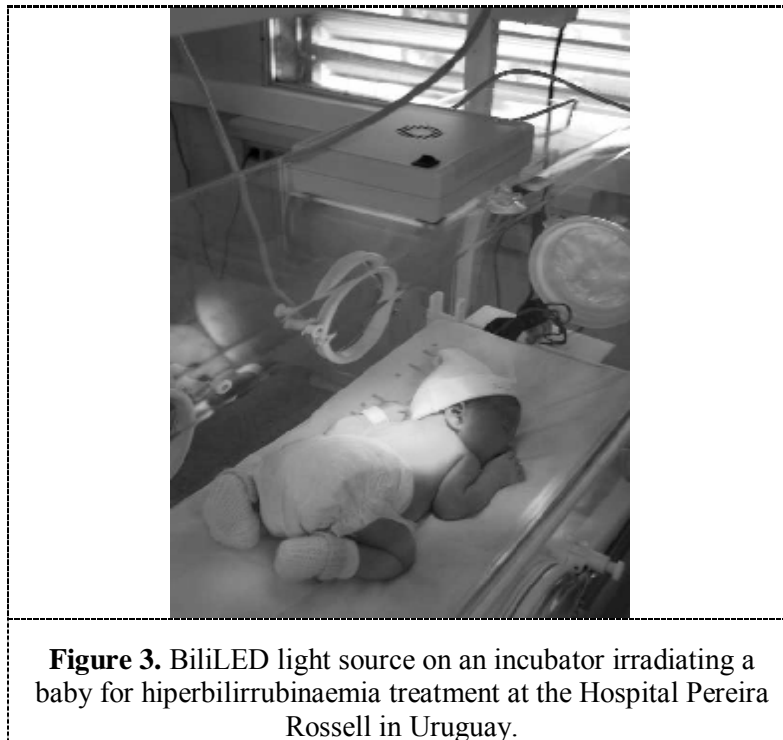 Figure 3. BiliLED light source on an incubator irradiating a
baby for hiperbilirrubinaemia treatment at the Hospital Pereira
Rossell in Uruguay.